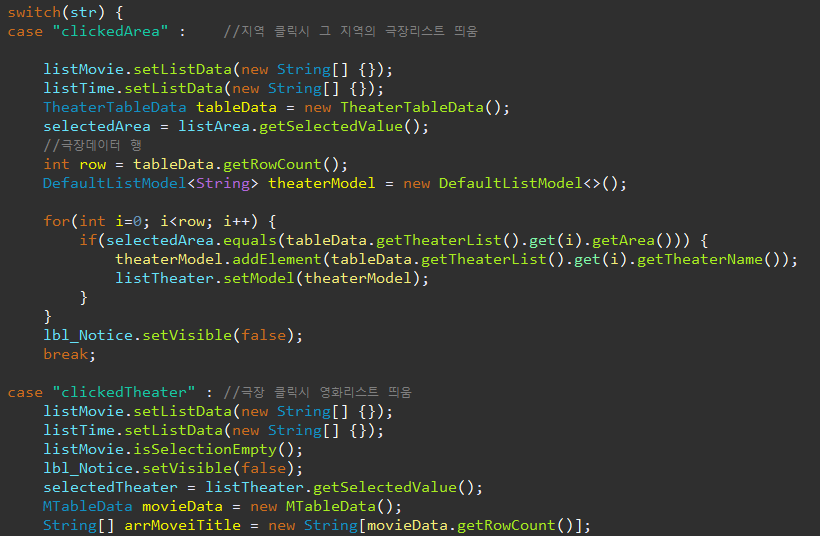 switch(str) {
case "clickedArea" :    //지역 클릭시 그 지역의 극장리스트 띄움
    listMovie.setListData(new String[] {});
    listTime.setListData(new String[] {});
    TheaterTableData tableData = new TheaterTableData();
    selectedArea = listArea.getSelectedValue();
    //극장데이터 행
    int row = tableData.getRowCount();
    DefaultListModel<String> theaterModel = new DefaultListModel<>();
    for(int i=0; i<row; i++) {
        if(selectedArea.equals(tableData.getTheaterList().get(i).getArea())) {
            theaterModel.addElement(tableData.getTheaterList().get(i).getTheaterName());
            listTheater.setModel(theaterModel);
        }
    }
    lbl_Notice.setVisible(false);
    break;
case "clickedTheater" : //극장 클릭시 영화리스트 띄움
    listMovie.setListData(new String[] {});
    listTime.setListData(new String[] {});
    listMovie.isSelectionEmpty();
    lbl_Notice.setVisible(false);
    selectedTheater = listTheater.getSelectedValue();
    MTableData movieData = new MTableData();
    String[] arrMoveiTitle = new String[movieData.getRowCount()];